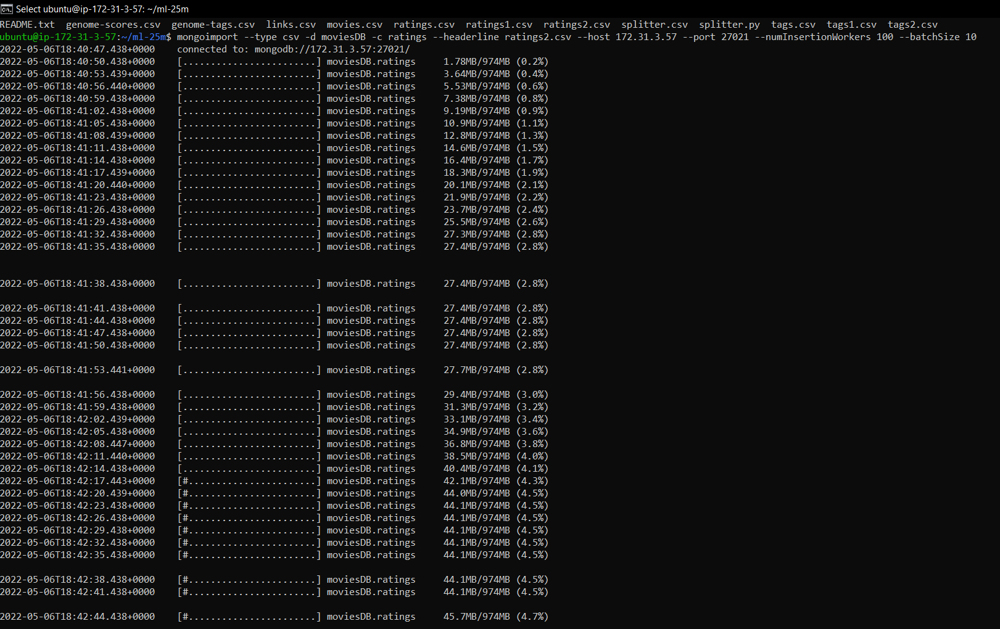 Select ubuntu@ip-172-31-3-57: ~/ml-25m
README.txt  genome-scores.csv  genome-tags.csv  links.csv  movies.csv  ratings.csv  ratings1.csv  ratings2.csv  splitter.csv  splitter.py  tags.csv  tags1.csv  tags2.csv
ubuntu@ip-172-31-3-57:~/ml-25m$ mongoimport --type csv -d moviesDB -c ratings --headerline ratings2.csv --host 172.31.3.57 --port 27021 --numInsertionWorkers 100 --batchSize 10
2022-05-06T18:40:47.438+0000    connected to: mongodb://172.31.3.57:27021/
2022-05-06T18:40:50.438+0000    [........................] moviesDB.ratings     1.78MB/974MB (0.2%)
2022-05-06T18:40:53.439+0000    [........................] moviesDB.ratings     3.64MB/974MB (0.4%)
2022-05-06T18:40:56.440+0000    [........................] moviesDB.ratings     5.53MB/974MB (0.6%)
2022-05-06T18:40:59.438+0000    [........................] moviesDB.ratings     7.38MB/974MB (0.8%)
2022-05-06T18:41:02.438+0000    [........................] moviesDB.ratings     9.19MB/974MB (0.9%)
2022-05-06T18:41:05.438+0000    [........................] moviesDB.ratings     10.9MB/974MB (1.1%)
2022-05-06T18:41:08.439+0000    [........................] moviesDB.ratings     12.8MB/974MB (1.3%)
2022-05-06T18:41:11.438+0000    [........................] moviesDB.ratings     14.6MB/974MB (1.5%)
2022-05-06T18:41:14.438+0000    [........................] moviesDB.ratings     16.4MB/974MB (1.7%)
2022-05-06T18:41:17.439+0000    [........................] moviesDB.ratings     18.3MB/974MB (1.9%)
2022-05-06T18:41:20.440+0000    [........................] moviesDB.ratings     20.1MB/974MB (2.1%)
2022-05-06T18:41:23.438+0000    [........................] moviesDB.ratings     21.9MB/974MB (2.2%)
2022-05-06T18:41:26.438+0000    [........................] moviesDB.ratings     23.7MB/974MB (2.4%)
2022-05-06T18:41:29.438+0000    [........................] moviesDB.ratings     25.5MB/974MB (2.6%)
2022-05-06T18:41:32.438+0000    [........................] moviesDB.ratings     27.3MB/974MB (2.8%)
2022-05-06T18:41:35.438+0000    [........................] moviesDB.ratings     27.4MB/974MB (2.8%)
2022-05-06T18:41:38.438+0000    [........................] moviesDB.ratings     27.4MB/974MB (2.8%)
2022-05-06T18:41:41.438+0000    [........................] moviesDB.ratings     27.4MB/974MB (2.8%)
2022-05-06T18:41:44.438+0000    [........................] moviesDB.ratings     27.4MB/974MB (2.8%)
2022-05-06T18:41:47.438+0000    [........................] moviesDB.ratings     27.4MB/974MB (2.8%)
2022-05-06T18:41:50.438+0000    [........................] moviesDB.ratings     27.4MB/974MB (2.8%)
2022-05-06T18:41:53.441+0000    [........................] moviesDB.ratings     27.7MB/974MB (2.8%)
2022-05-06T18:41:56.438+0000    [........................] moviesDB.ratings     29.4MB/974MB (3.0%)
2022-05-06T18:41:59.438+0000    [........................] moviesDB.ratings     31.3MB/974MB (3.2%)
2022-05-06T18:42:02.439+0000    [........................] moviesDB.ratings     33.1MB/974MB (3.4%)
2022-05-06T18:42:05.438+0000    [........................] moviesDB.ratings     34.9MB/974MB (3.6%)
2022-05-06T18:42:08.447+0000    [........................] moviesDB.ratings     36.8MB/974MB (3.8%)
2022-05-06T18:42:11.440+0000    [........................] moviesDB.ratings     38.5MB/974MB (4.0%)
2022-05-06T18:42:14.438+0000    [........................] moviesDB.ratings     40.4MB/974MB (4.1%)
2022-05-06T18:42:17.443+0000    [#.......................] moviesDB.ratings     42.1MB/974MB (4.3%)
2022-05-06T18:42:20.439+0000    [#.......................] moviesDB.ratings     44.0MB/974MB (4.5%)
2022-05-06T18:42:23.438+0000    [#.......................] moviesDB.ratings     44.1MB/974MB (4.5%)
2022-05-06T18:42:26.438+0000    [#.......................] moviesDB.ratings     44.1MB/974MB (4.5%)
2022-05-06T18:42:29.438+0000    [#.......................] moviesDB.ratings     44.1MB/974MB (4.5%)
2022-05-06T18:42:32.438+0000    [#.......................] moviesDB.ratings     44.1MB/974MB (4.5%)
2022-05-06T18:42:35.438+0000    [#.......................] moviesDB.ratings     44.1MB/974MB (4.5%)
2022-05-06T18:42:38.438+0000    [#.......................] moviesDB.ratings     44.1MB/974MB (4.5%)
2022-05-06T18:42:41.438+0000    [#.......................] moviesDB.ratings     44.1MB/974MB (4.5%)
2022-05-06T18:42:44.438+0000    [#.......................] moviesDB.ratings     45.7MB/974MB (4.7%)